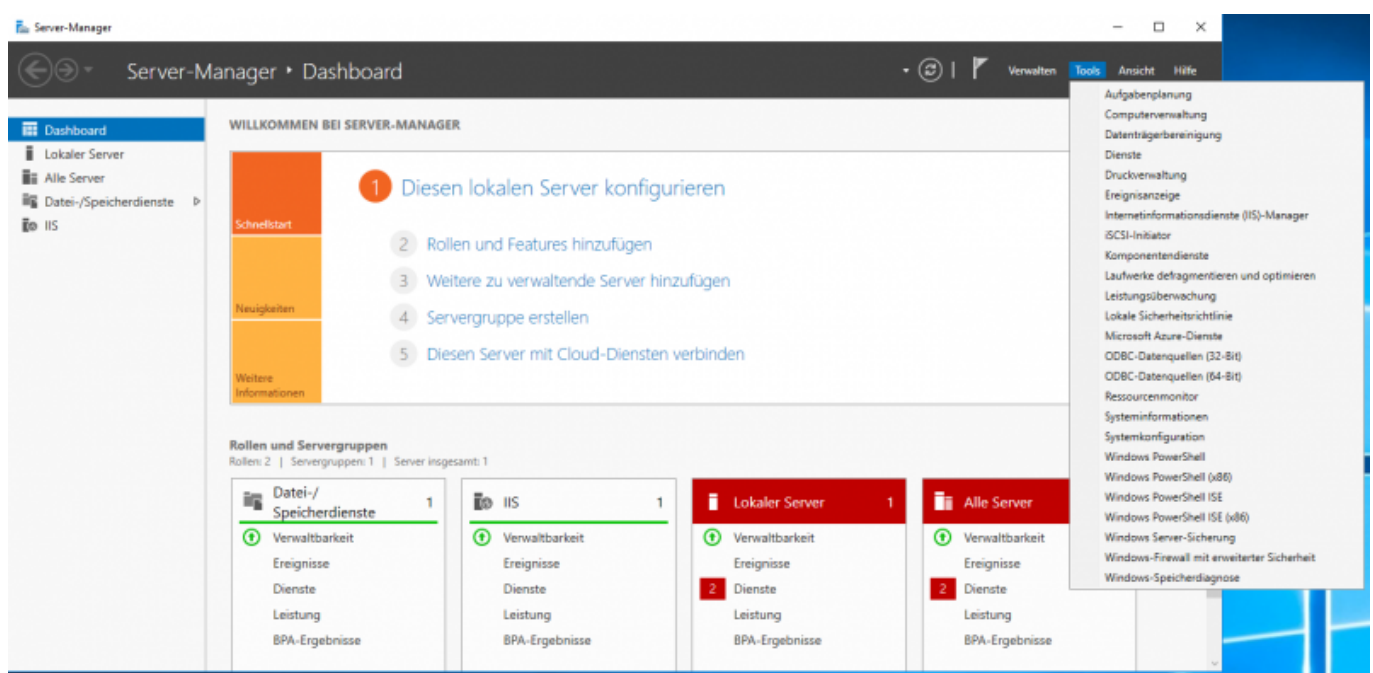 Server-Manager
Server-Manager • Dashboard
Verwalten Tools Ansicht Hilfe
Dashboard
Lokaler Server
Alle Server
Datei-/Speicherdienste
IIS
WILLKOMMEN BEI SERVER-MANAGER
Schnellstart
Neuigkeiten
Weitere
Informationen
1 Diesen lokalen Server konfigurieren
2 Rollen und Features hinzufügen
3 Weitere zu verwaltende Server hinzufügen
4 Servergruppe erstellen
5 Diesen Server mit Cloud-Diensten verbinden
Aufgabenplanung
Computerverwaltung
Datenträgerbereinigung
Dienste
Druckverwaltung
Ereignisanzeige
Internetinformationsdienste (IIS)-Manager
iSCSI-Initiator
Komponentendienste
Laufwerke defragmentieren und optimieren
Leistungsüberwachung
Lokale Sicherheitsrichtlinie
Microsoft Azure-Dienste
ODBC-Datenquellen (32-Bit)
ODBC-Datenquellen (64-Bit)
Ressourcenmonitor
Systeminformationen
Systemkonfiguration
Windows PowerShell
Windows PowerShell (x86)
Windows PowerShell ISE
Windows PowerShell ISE (x86)
Windows Server-Sicherung
Windows-Firewall mit erweiterter Sicherheit
Windows-Speicherdiagnose
Rollen und Servergruppen
Rollen: 2 | Servergruppen: 1 | Server insgesamt: 1
Datei-/
Speicherdienste 1
Verwaltbarkeit
Ereignisse
Dienste
Leistung
BPA-Ergebnisse
IIS 1
Verwaltbarkeit
Ereignisse
Dienste
Leistung
BPA-Ergebnisse
Lokaler Server 1
Verwaltbarkeit
Ereignisse
2 Dienste
Leistung
BPA-Ergebnisse
Alle Server
Verwaltbarkeit
Ereignisse
2 Dienste
Leistung
BPA-Ergebnisse